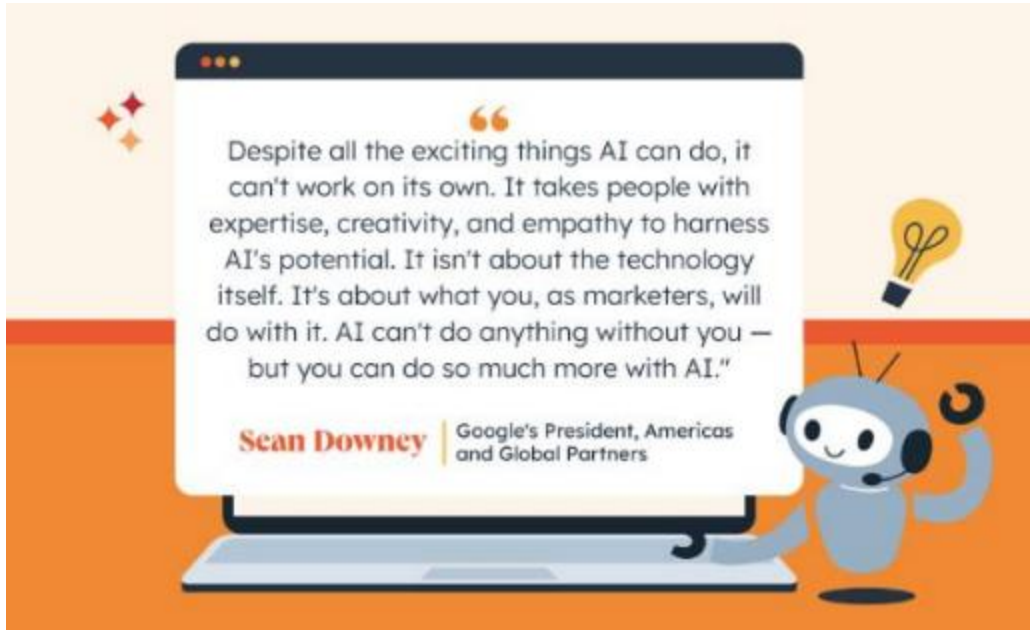 “
Despite all the exciting things AI can do, it
can't work on its own. It takes people with
expertise, creativity, and empathy to harness
AI's potential. It isn't about the technology
itself. It's about what you, as marketers, will
do with it. AI can't do anything without you —
but you can do so much more with AI."
Sean Downey
Google's President, Americas
and Global Partners